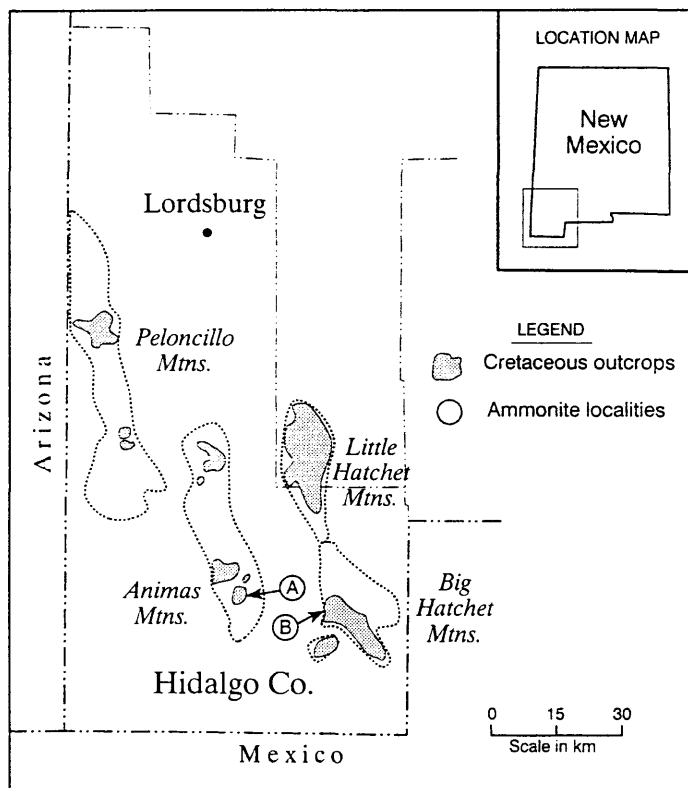 LOCATION MAP
New
Mexico
Lordsburg
Peloncillo
Mtns.
Arizona
LEGEND
Cretaceous outcrops
Ammonite localities
Little
Hatchet
Mtns.
Animas
Mtns.
A
B
Big
Hatchet
Mtns.
Hidalgo Co.
Mexico
0 15 30
Scale in km